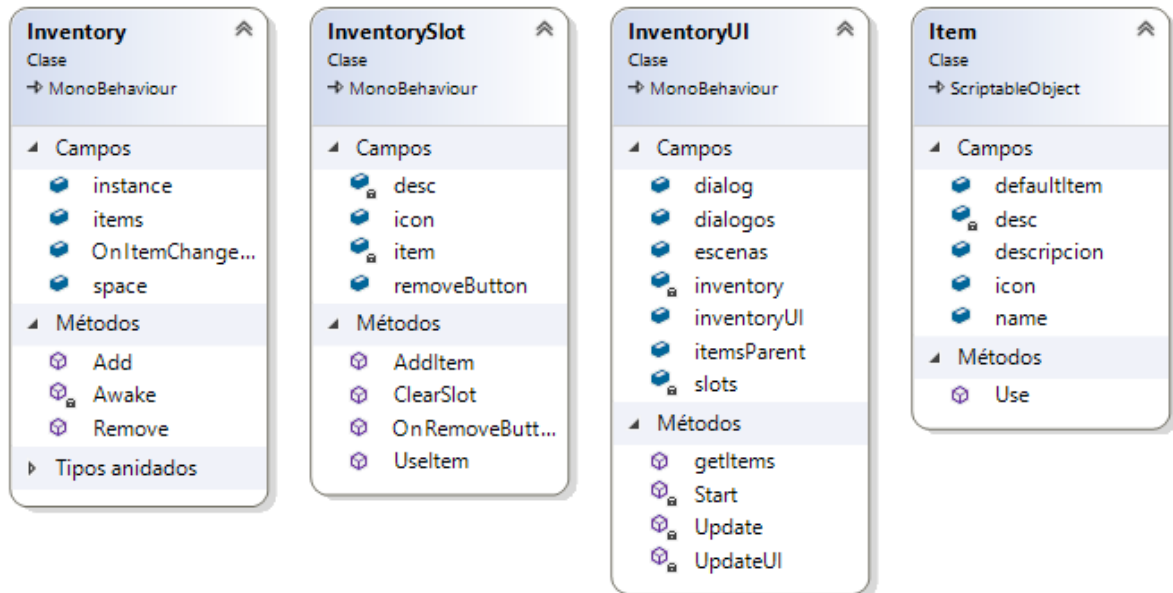 Inventory
Clase
MonoBehaviour
Campos
instance
items
OnItemChange...
space
Métodos
Add
Awake
Remove
Tipos anidados
InventorySlot
Clase
MonoBehaviour
Campos
desc
icon
item
removeButton
Métodos
AddItem
ClearSlot
OnRemoveButt...
UseItem
InventoryUI
Clase
MonoBehaviour
Campos
dialog
dialogos
escenas
inventory
inventoryUI
itemsParent
slots
Métodos
getItems
Start
Update
UpdateUI
Item
Clase
ScriptableObject
Campos
defaultItem
desc
descripcion
icon
name
Métodos
Use